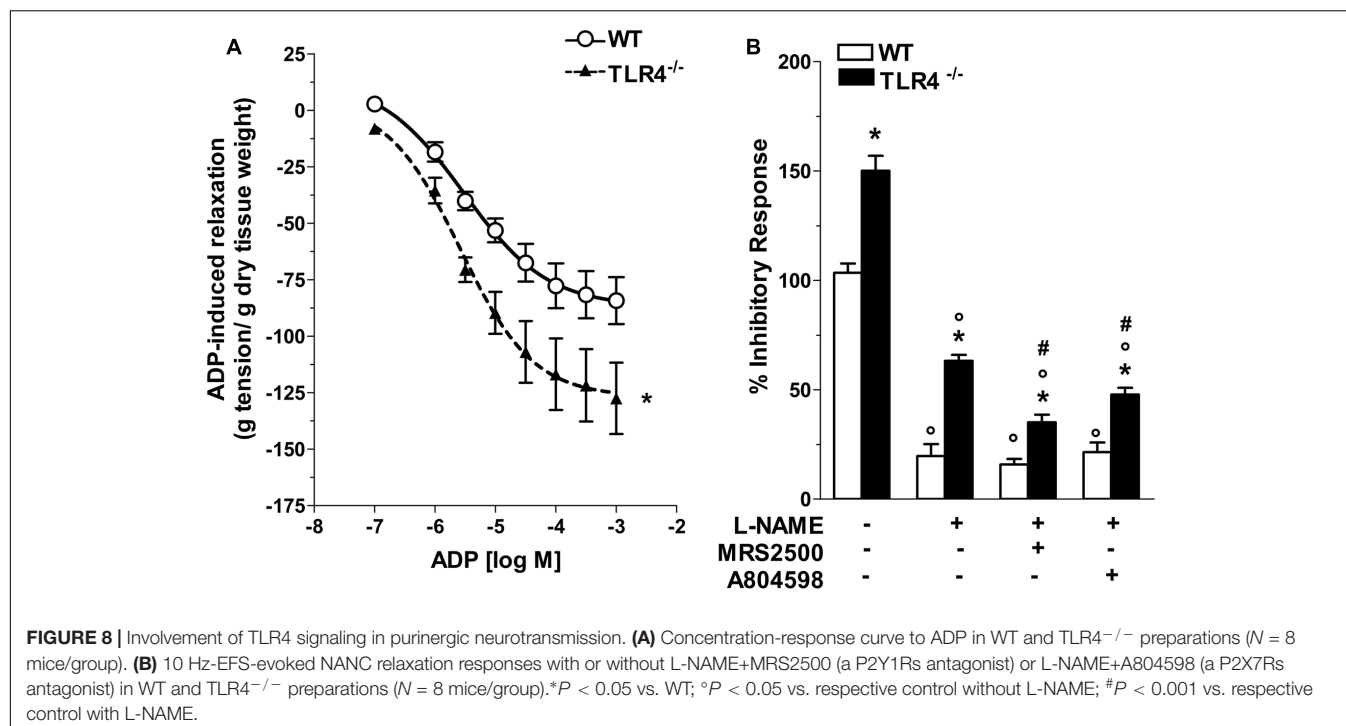 A
WT
TLR4-/-
25
0
-25
-50
-75
-100
-125
-150
-175
ADP-induced relaxation
(g tension/ g dry tissue weight)
*
-8 -7 -6 -5 -4 -3 -2
ADP [log M]
B
WT
TLR4 -/-
200
150
100
50
0
% Inhibitory Response
*
° ° * ° # ° * ° # ° *
L-NAME - + + +
MRS2500 - - + -
A804598 - - - +
FIGURE 8 | Involvement of TLR4 signaling in purinergic neurotransmission. (A) Concentration-response curve to ADP in WT and TLR4−/− preparations (N = 8
mice/group). (B) 10 Hz-EFS-evoked NANC relaxation responses with or without L-NAME+MRS2500 (a P2Y1Rs antagonist) or L-NAME+A804598 (a P2X7Rs
antagonist) in WT and TLR4−/− preparations (N = 8 mice/group).*P < 0.05 vs. WT; °P < 0.05 vs. respective control without L-NAME; #P < 0.001 vs. respective
control with L-NAME.